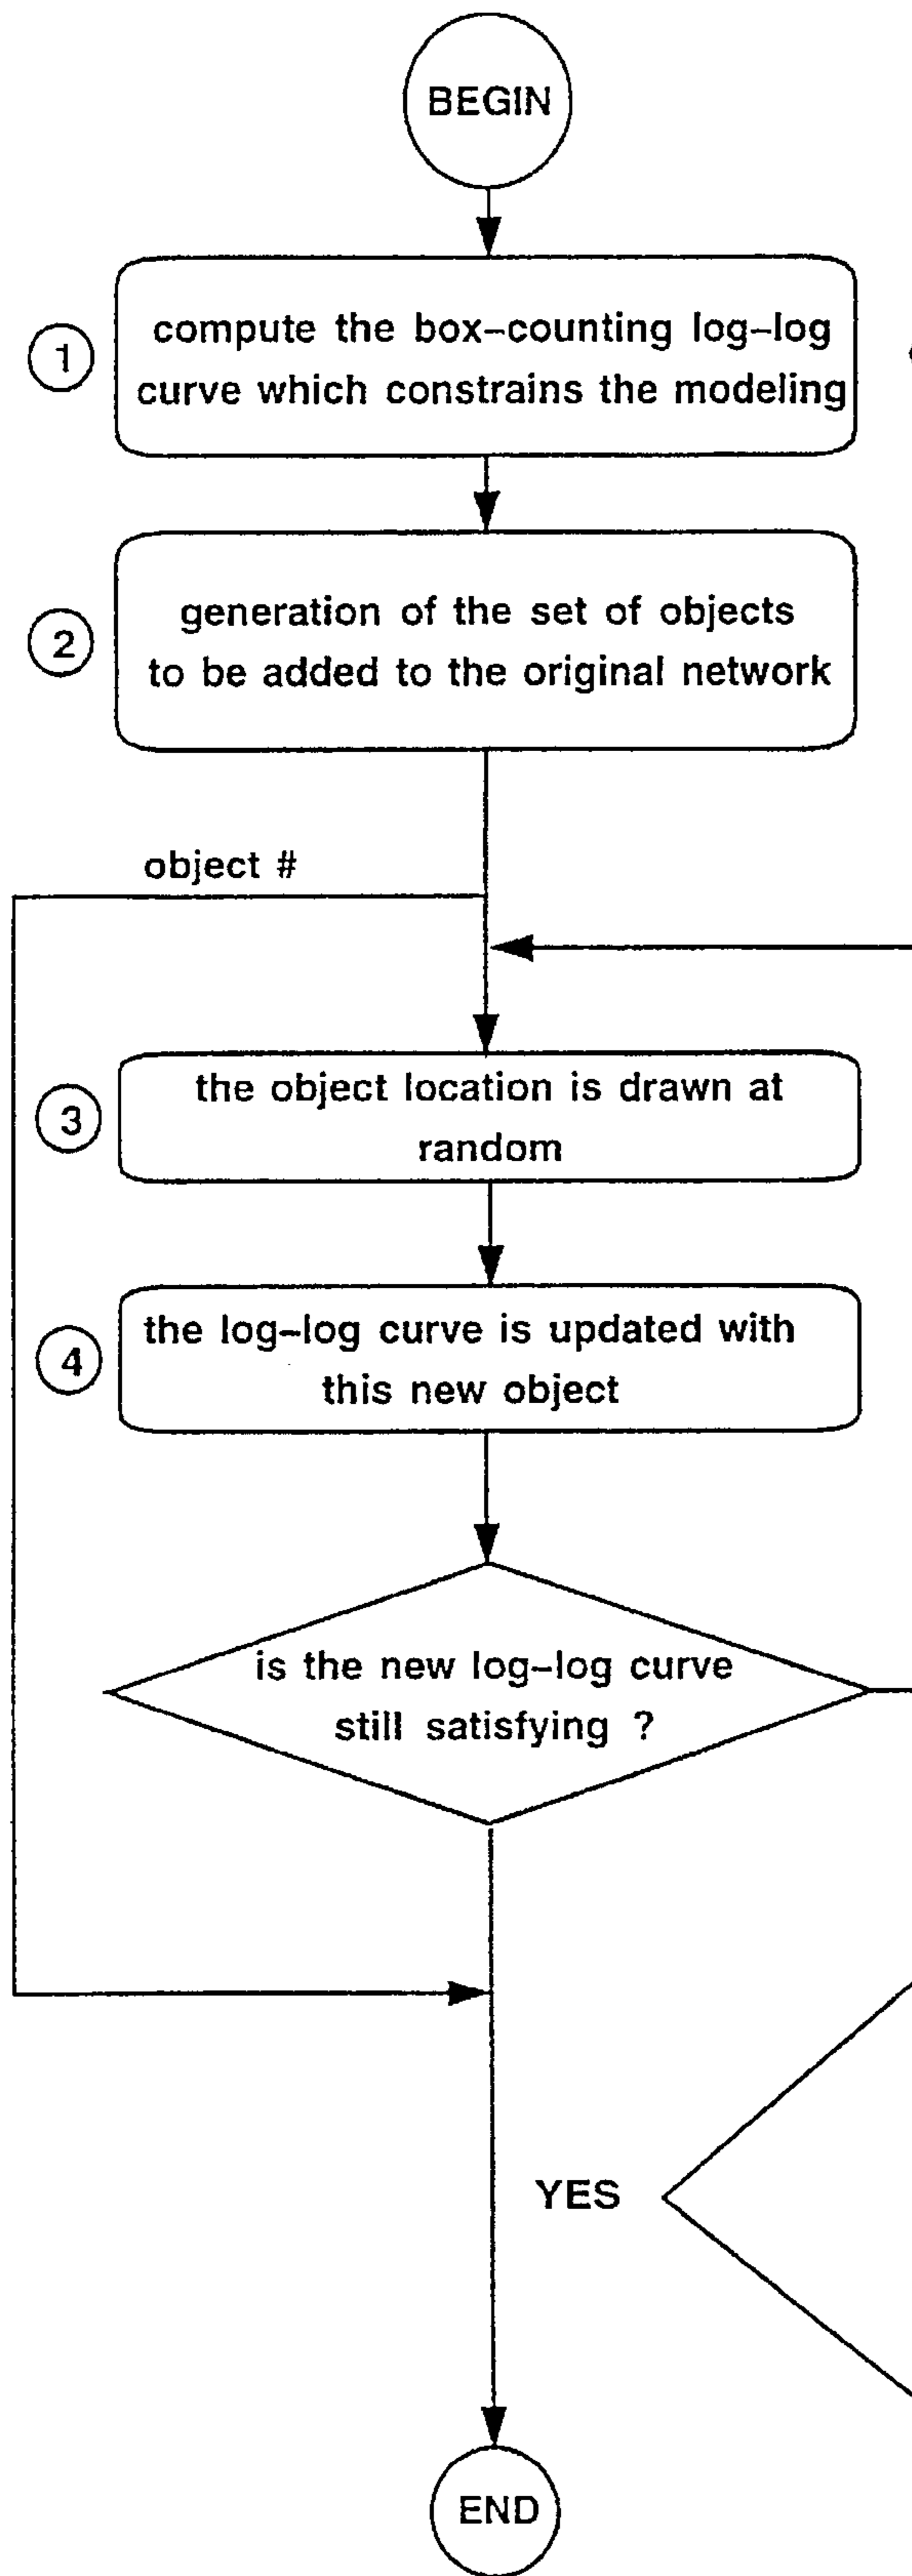 BEGIN
1
compute the box-counting log-log
curve which constrains the modeling
2
generation of the set of objects
to be added to the original network
object #
3
the object location is drawn at
random
4
the log-log curve is updated with
this new object
is the new log-log curve
still satisfying ?
YES
END